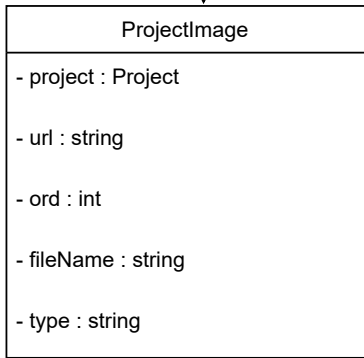 ProjectImage
- project : Project
- url : string
- ord : int
- fileName : string
- type : string